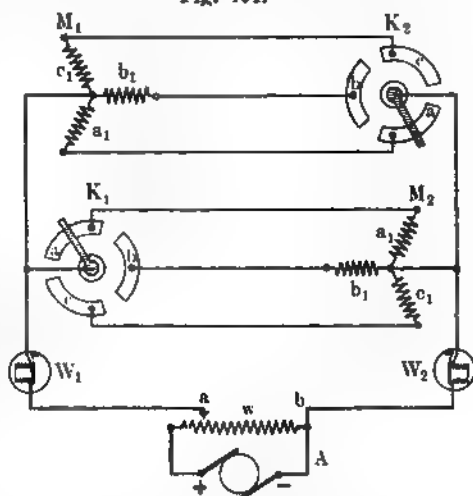 M₁ K₂
c₁ b₁ c
b
a₁ a
K₁ M₂
a b a₁
c b₁ c₁
W₁ W₂
a w b
A
+ −